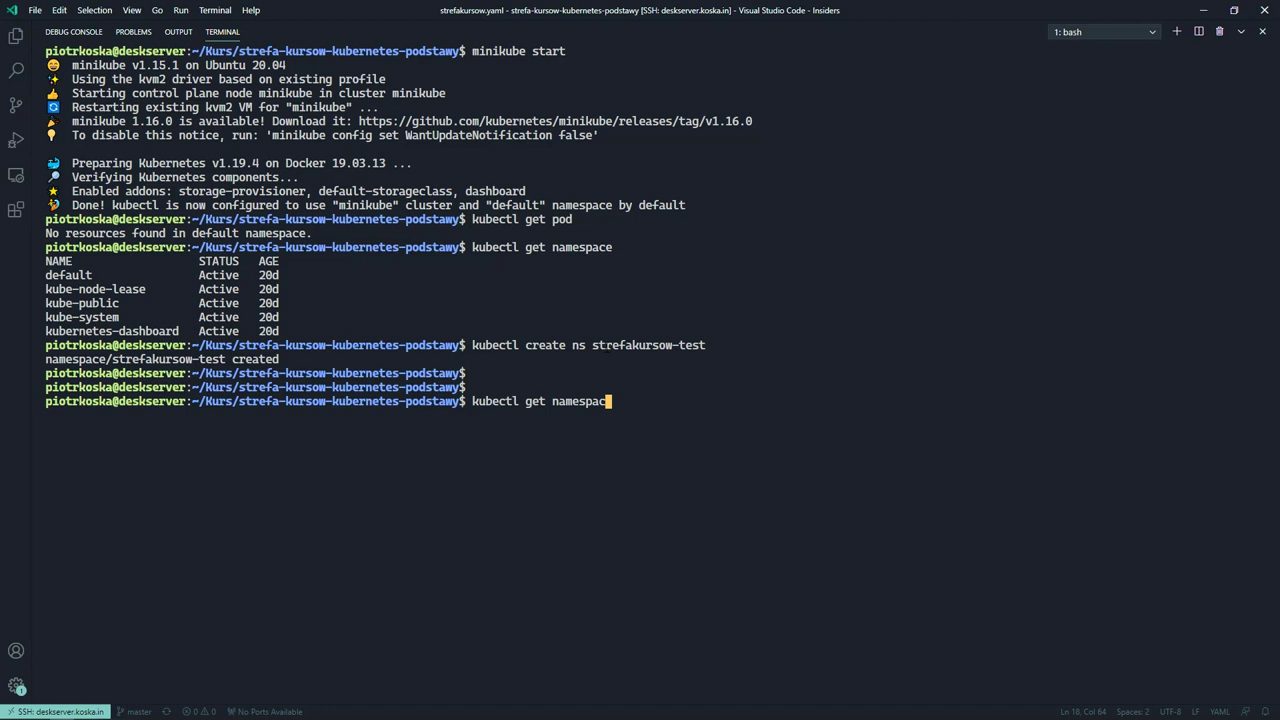 File Edit Selection View Go Run Terminal Help strefakursow.yaml - strefa-kursow-kubernetes-podstawy [SSH: deskserver.koska.in] - Visual Studio Code - Insiders
DEBUG CONSOLE PROBLEMS OUTPUT TERMINAL 1: bash
piotrkoska@deskserver:~/Kurs/strefa-kursow-kubernetes-podstawy$ minikube start
minikube v1.15.1 on Ubuntu 20.04
Using the kvm2 driver based on existing profile
Starting control plane node minikube in cluster minikube
Restarting existing kvm2 VM for "minikube" ...
minikube 1.16.0 is available! Download it: https://github.com/kubernetes/minikube/releases/tag/v1.16.0
To disable this notice, run: 'minikube config set WantUpdateNotification false'
Preparing Kubernetes v1.19.4 on Docker 19.03.13 ...
Verifying Kubernetes components...
Enabled addons: storage-provisioner, default-storageclass, dashboard
Done! kubectl is now configured to use "minikube" cluster and "default" namespace by default
piotrkoska@deskserver:~/Kurs/strefa-kursow-kubernetes-podstawy$ kubectl get pod
No resources found in default namespace.
piotrkoska@deskserver:~/Kurs/strefa-kursow-kubernetes-podstawy$ kubectl get namespace
NAME STATUS AGE
default Active 20d
kube-node-lease Active 20d
kube-public Active 20d
kube-system Active 20d
kubernetes-dashboard Active 20d
piotrkoska@deskserver:~/Kurs/strefa-kursow-kubernetes-podstawy$ kubectl create ns strefakursow-test
namespace/strefakursow-test created
piotrkoska@deskserver:~/Kurs/strefa-kursow-kubernetes-podstawy$
piotrkoska@deskserver:~/Kurs/strefa-kursow-kubernetes-podstawy$
piotrkoska@deskserver:~/Kurs/strefa-kursow-kubernetes-podstawy$ kubectl get namespac
1
SSH: deskserver.koska.in master 0 0 No Ports Available Ln 18, Col 64 Spaces: 2 UTF-8 LF YAML